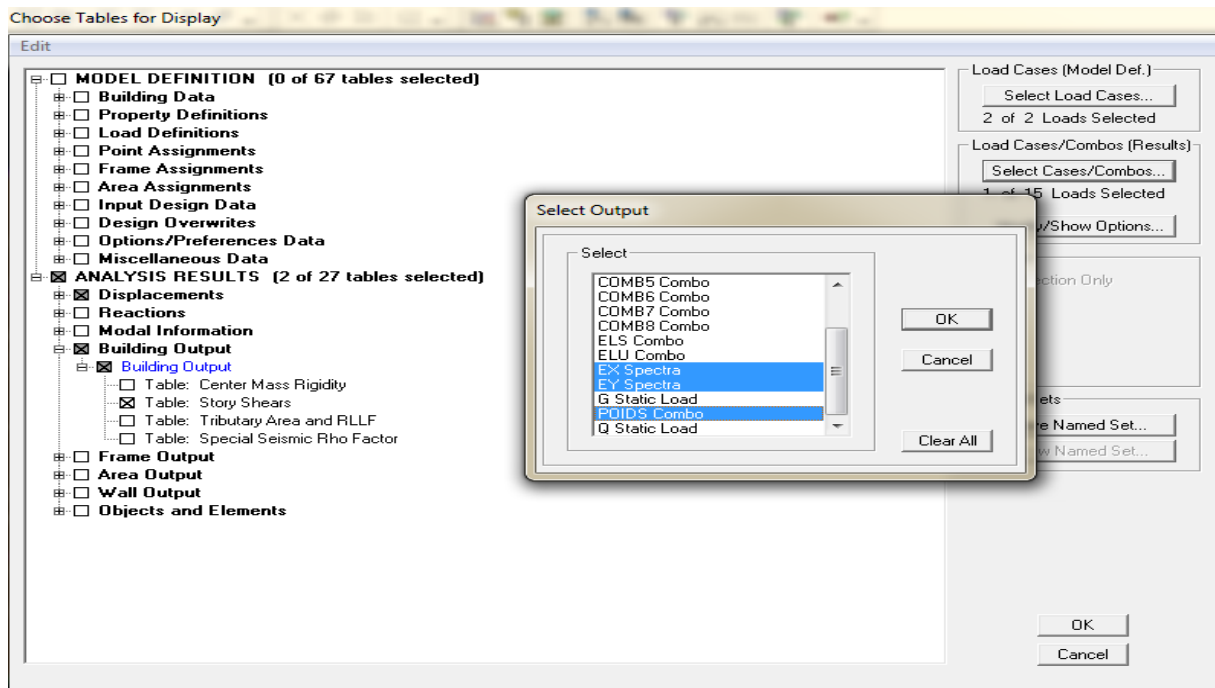 Choose Tables for Display
Edit
MODEL DEFINITION (0 of 67 tables selected)
Building Data
Property Definitions
Load Definitions
Point Assignments
Frame Assignments
Area Assignments
Input Design Data
Design Overwrites
Options/Preferences Data
Miscellaneous Data
ANALYSIS RESULTS (2 of 27 tables selected)
Displacements
Reactions
Modal Information
Building Output
Building Output
Table: Center Mass Rigidity
Table: Story Shears
Table: Tributary Area and RLLF
Table: Special Seismic Rho Factor
Frame Output
Area Output
Wall Output
Objects and Elements
Select Output
Select
COMB5 Combo
COMB6 Combo
COMB7 Combo
COMB8 Combo
ELS Combo
ELU Combo
EX Spectra
EY Spectra
G Static Load
POIDS Combo
Q Static Load
OK
Cancel
Clear All
Load Cases (Model Def.)
Select Load Cases...
2 of 2 Loads Selected
Load Cases/Combos (Results)
Select Cases/Combos...
1 of 15 Loads Selected
/Show Options...
Only
Named Set...
Named Set...
OK
Cancel